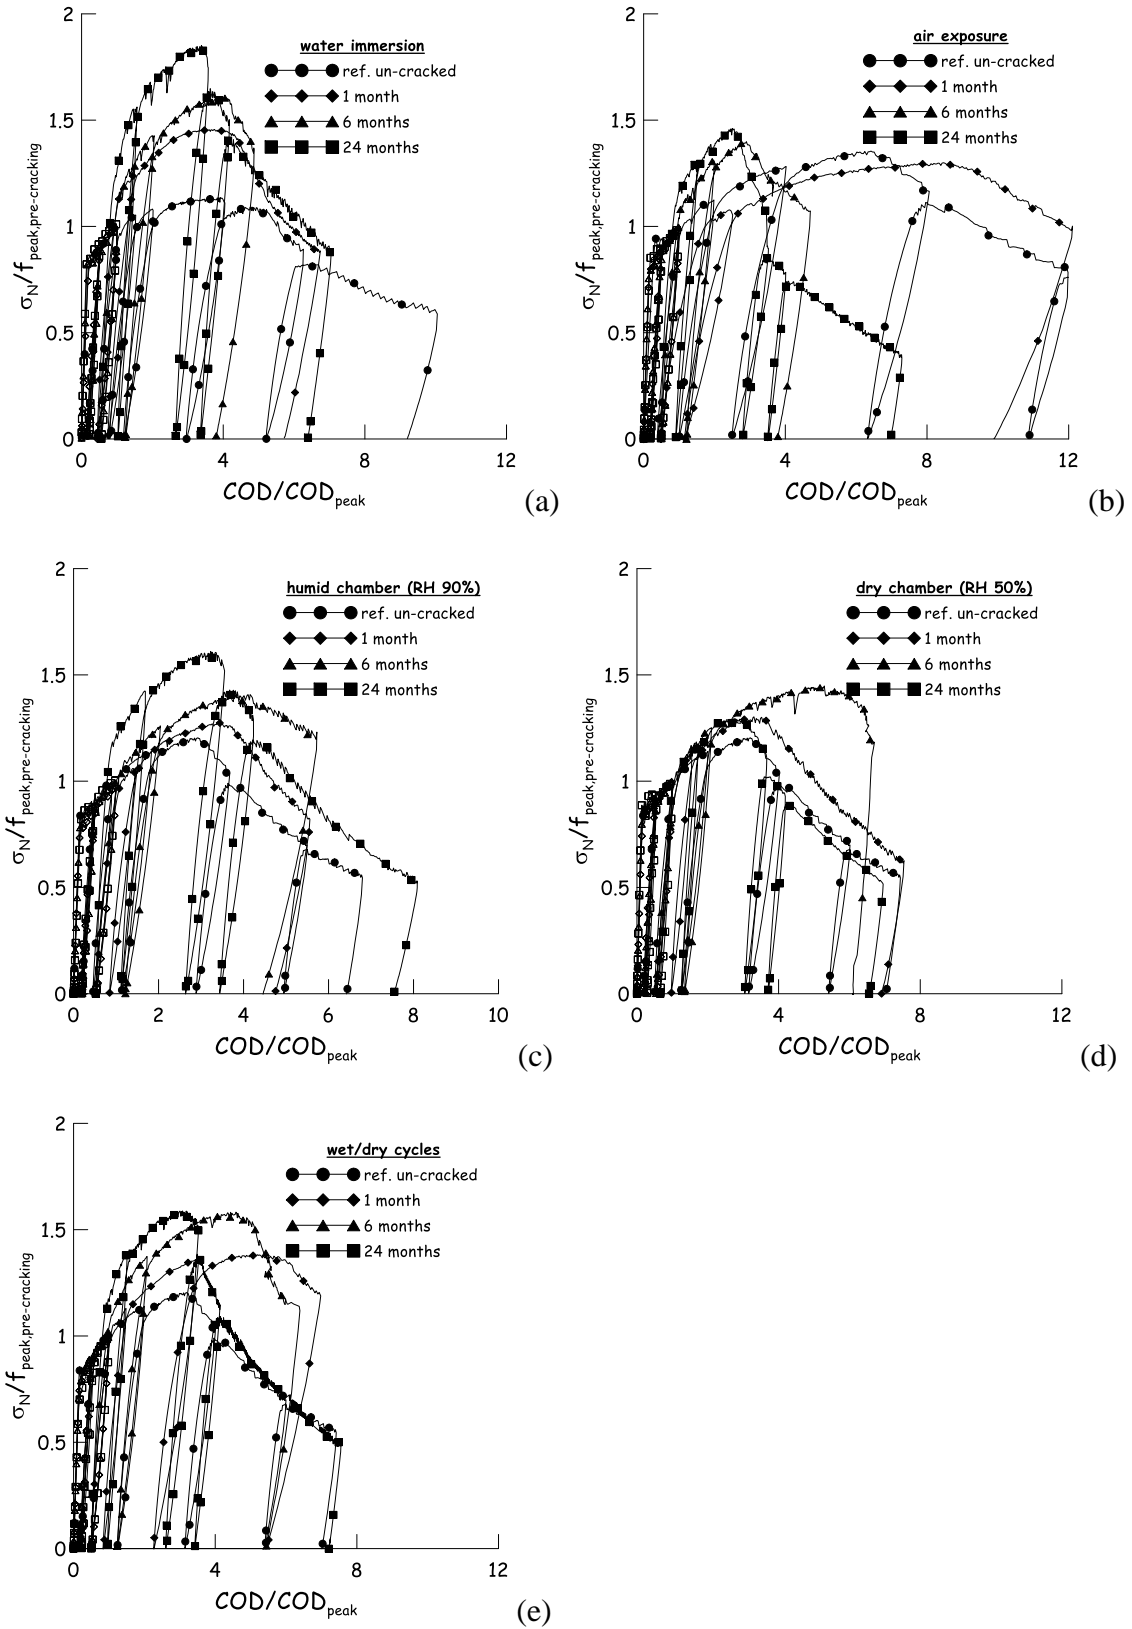 2
1.5
1
0.5
0
σN/fpeak,pre-cracking
water immersion
ref. un-cracked
1 month
6 months
24 months
0 4 8 12
COD/CODpeak
(a)
2
1.5
1
0.5
0
σN/fpeak,pre-cracking
air exposure
ref. un-cracked
1 month
6 months
24 months
0 4 8 12
COD/CODpeak
(b)
2
1.5
1
0.5
0
σN/fpeak,pre-cracking
humid chamber (RH 90%)
ref. un-cracked
1 month
6 months
24 months
0 2 4 6 8 10
COD/CODpeak
(c)
2
1.5
1
0.5
0
σN/fpeak,pre-cracking
dry chamber (RH 50%)
ref. un-cracked
1 month
6 months
24 months
0 4 8 12
COD/CODpeak
(d)
2
1.5
1
0.5
0
σN/fpeak,pre-cracking
wet/dry cycles
ref. un-cracked
1 month
6 months
24 months
0 4 8 12
COD/CODpeak
(e)